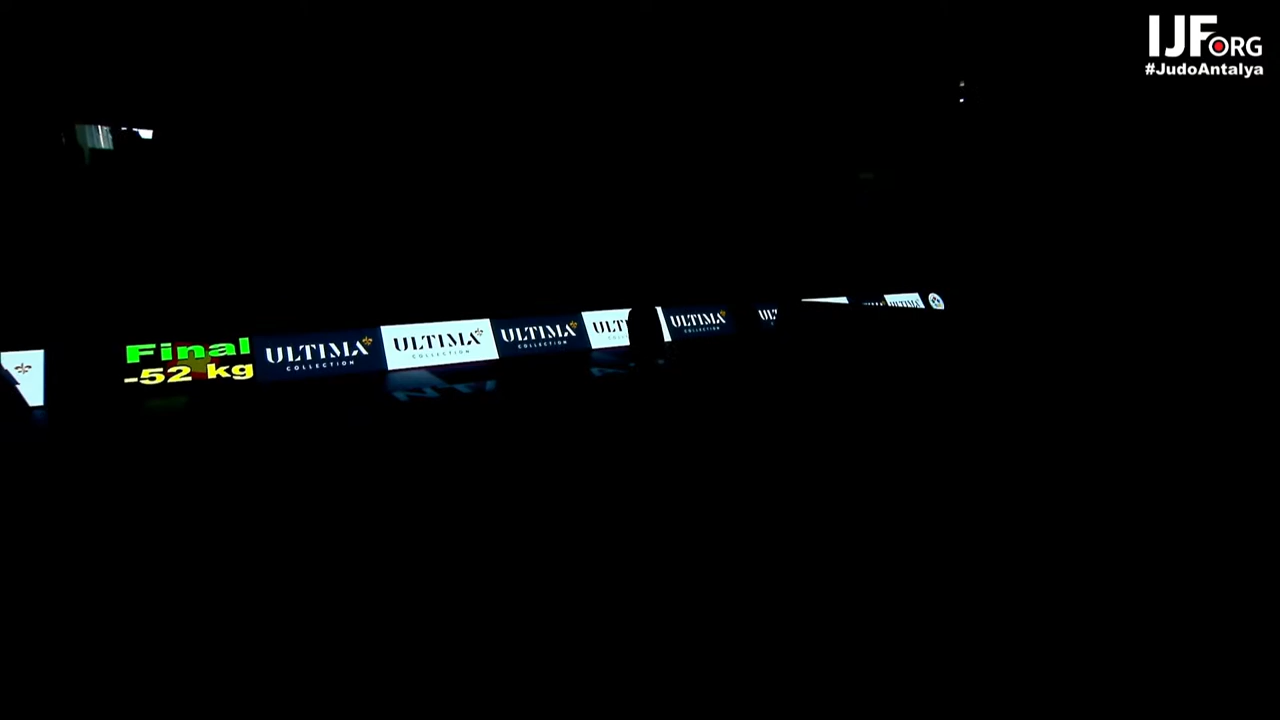 IJF.ORG
#JudoAntalya
Final
-52 kg
ULTIMA
COLLECTION
ULTIMA
COLLECTION
ULTIMA
COLLECTION
ULTIMA
COLLECTION
ULTIMA